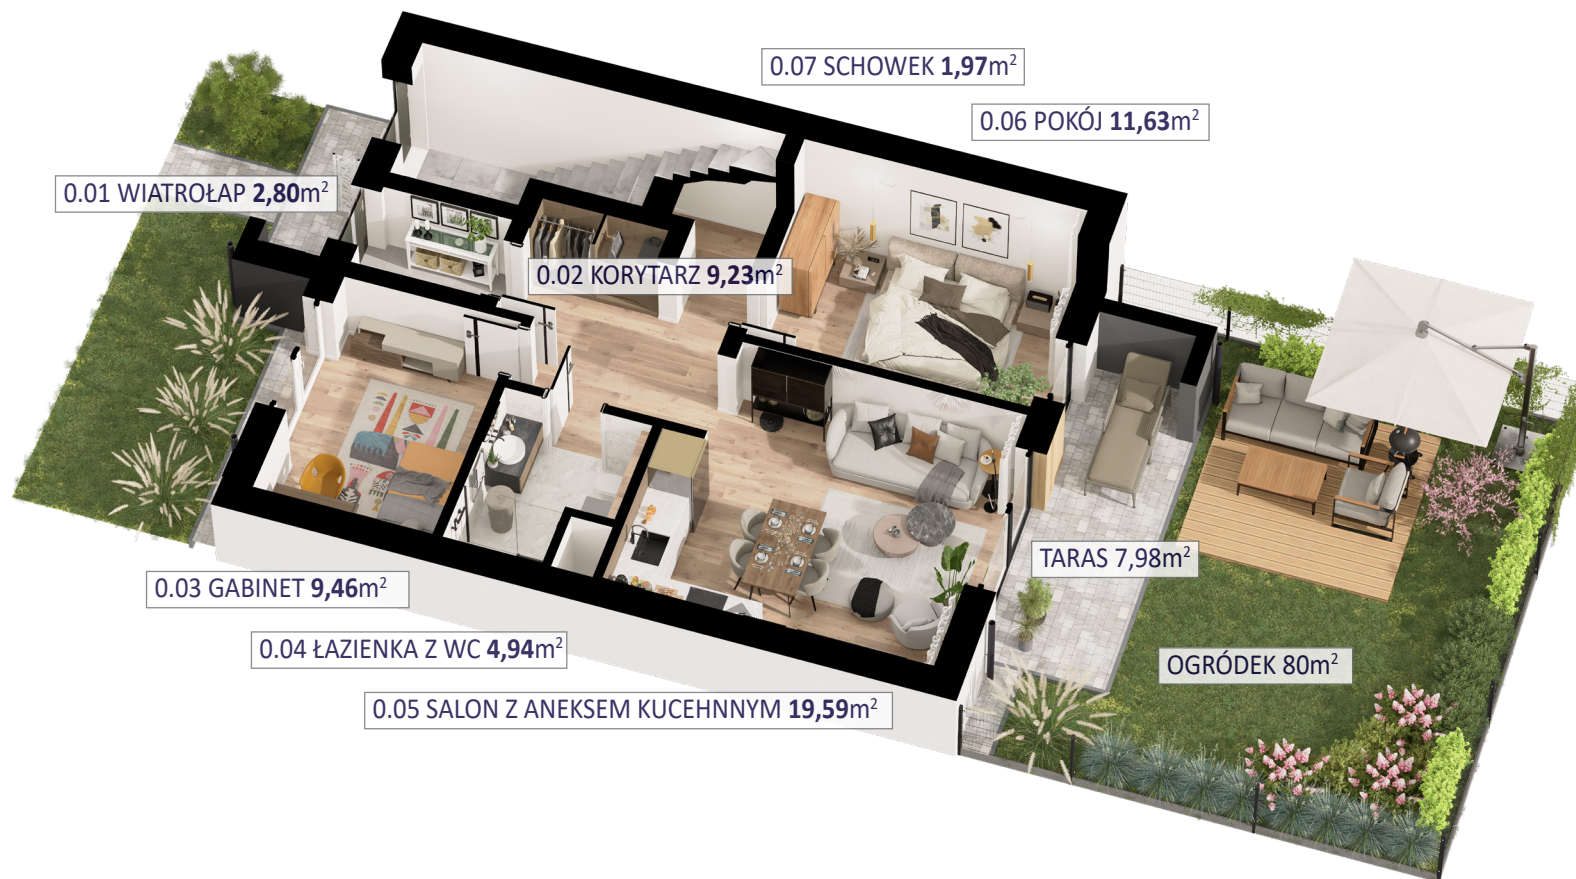 0.07 SCHOWEK 1,97m²
0.06 POKÓJ 11,63m²
0.01 WIATROŁAP 2,80m²
0.02 KORYTARZ 9,23m²
TARAS 7,98m²
0.03 GABINET 9,46m²
0.04 ŁAZIENKA Z WC 4,94m²
OGRÓDEK 80m²
0.05 SALON Z ANEKSEM KUCEHNNYM 19,59m²